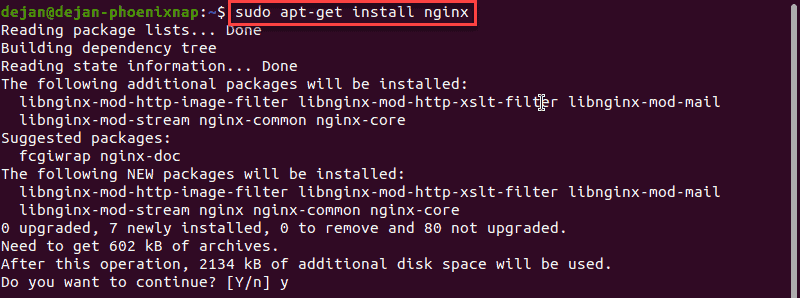 dejan@dejan-phoenixnap:~$ sudo apt-get install nginx
Reading package lists... Done
Building dependency tree
Reading state information... Done
The following additional packages will be installed:
  libnginx-mod-http-image-filter libnginx-mod-http-xslt-filter libnginx-mod-mail
  libnginx-mod-stream nginx-common nginx-core
Suggested packages:
  fcgiwrap nginx-doc
The following NEW packages will be installed:
  libnginx-mod-http-image-filter libnginx-mod-http-xslt-filter libnginx-mod-mail
  libnginx-mod-stream nginx nginx-common nginx-core
0 upgraded, 7 newly installed, 0 to remove and 80 not upgraded.
Need to get 602 kB of archives.
After this operation, 2134 kB of additional disk space will be used.
Do you want to continue? [Y/n] y